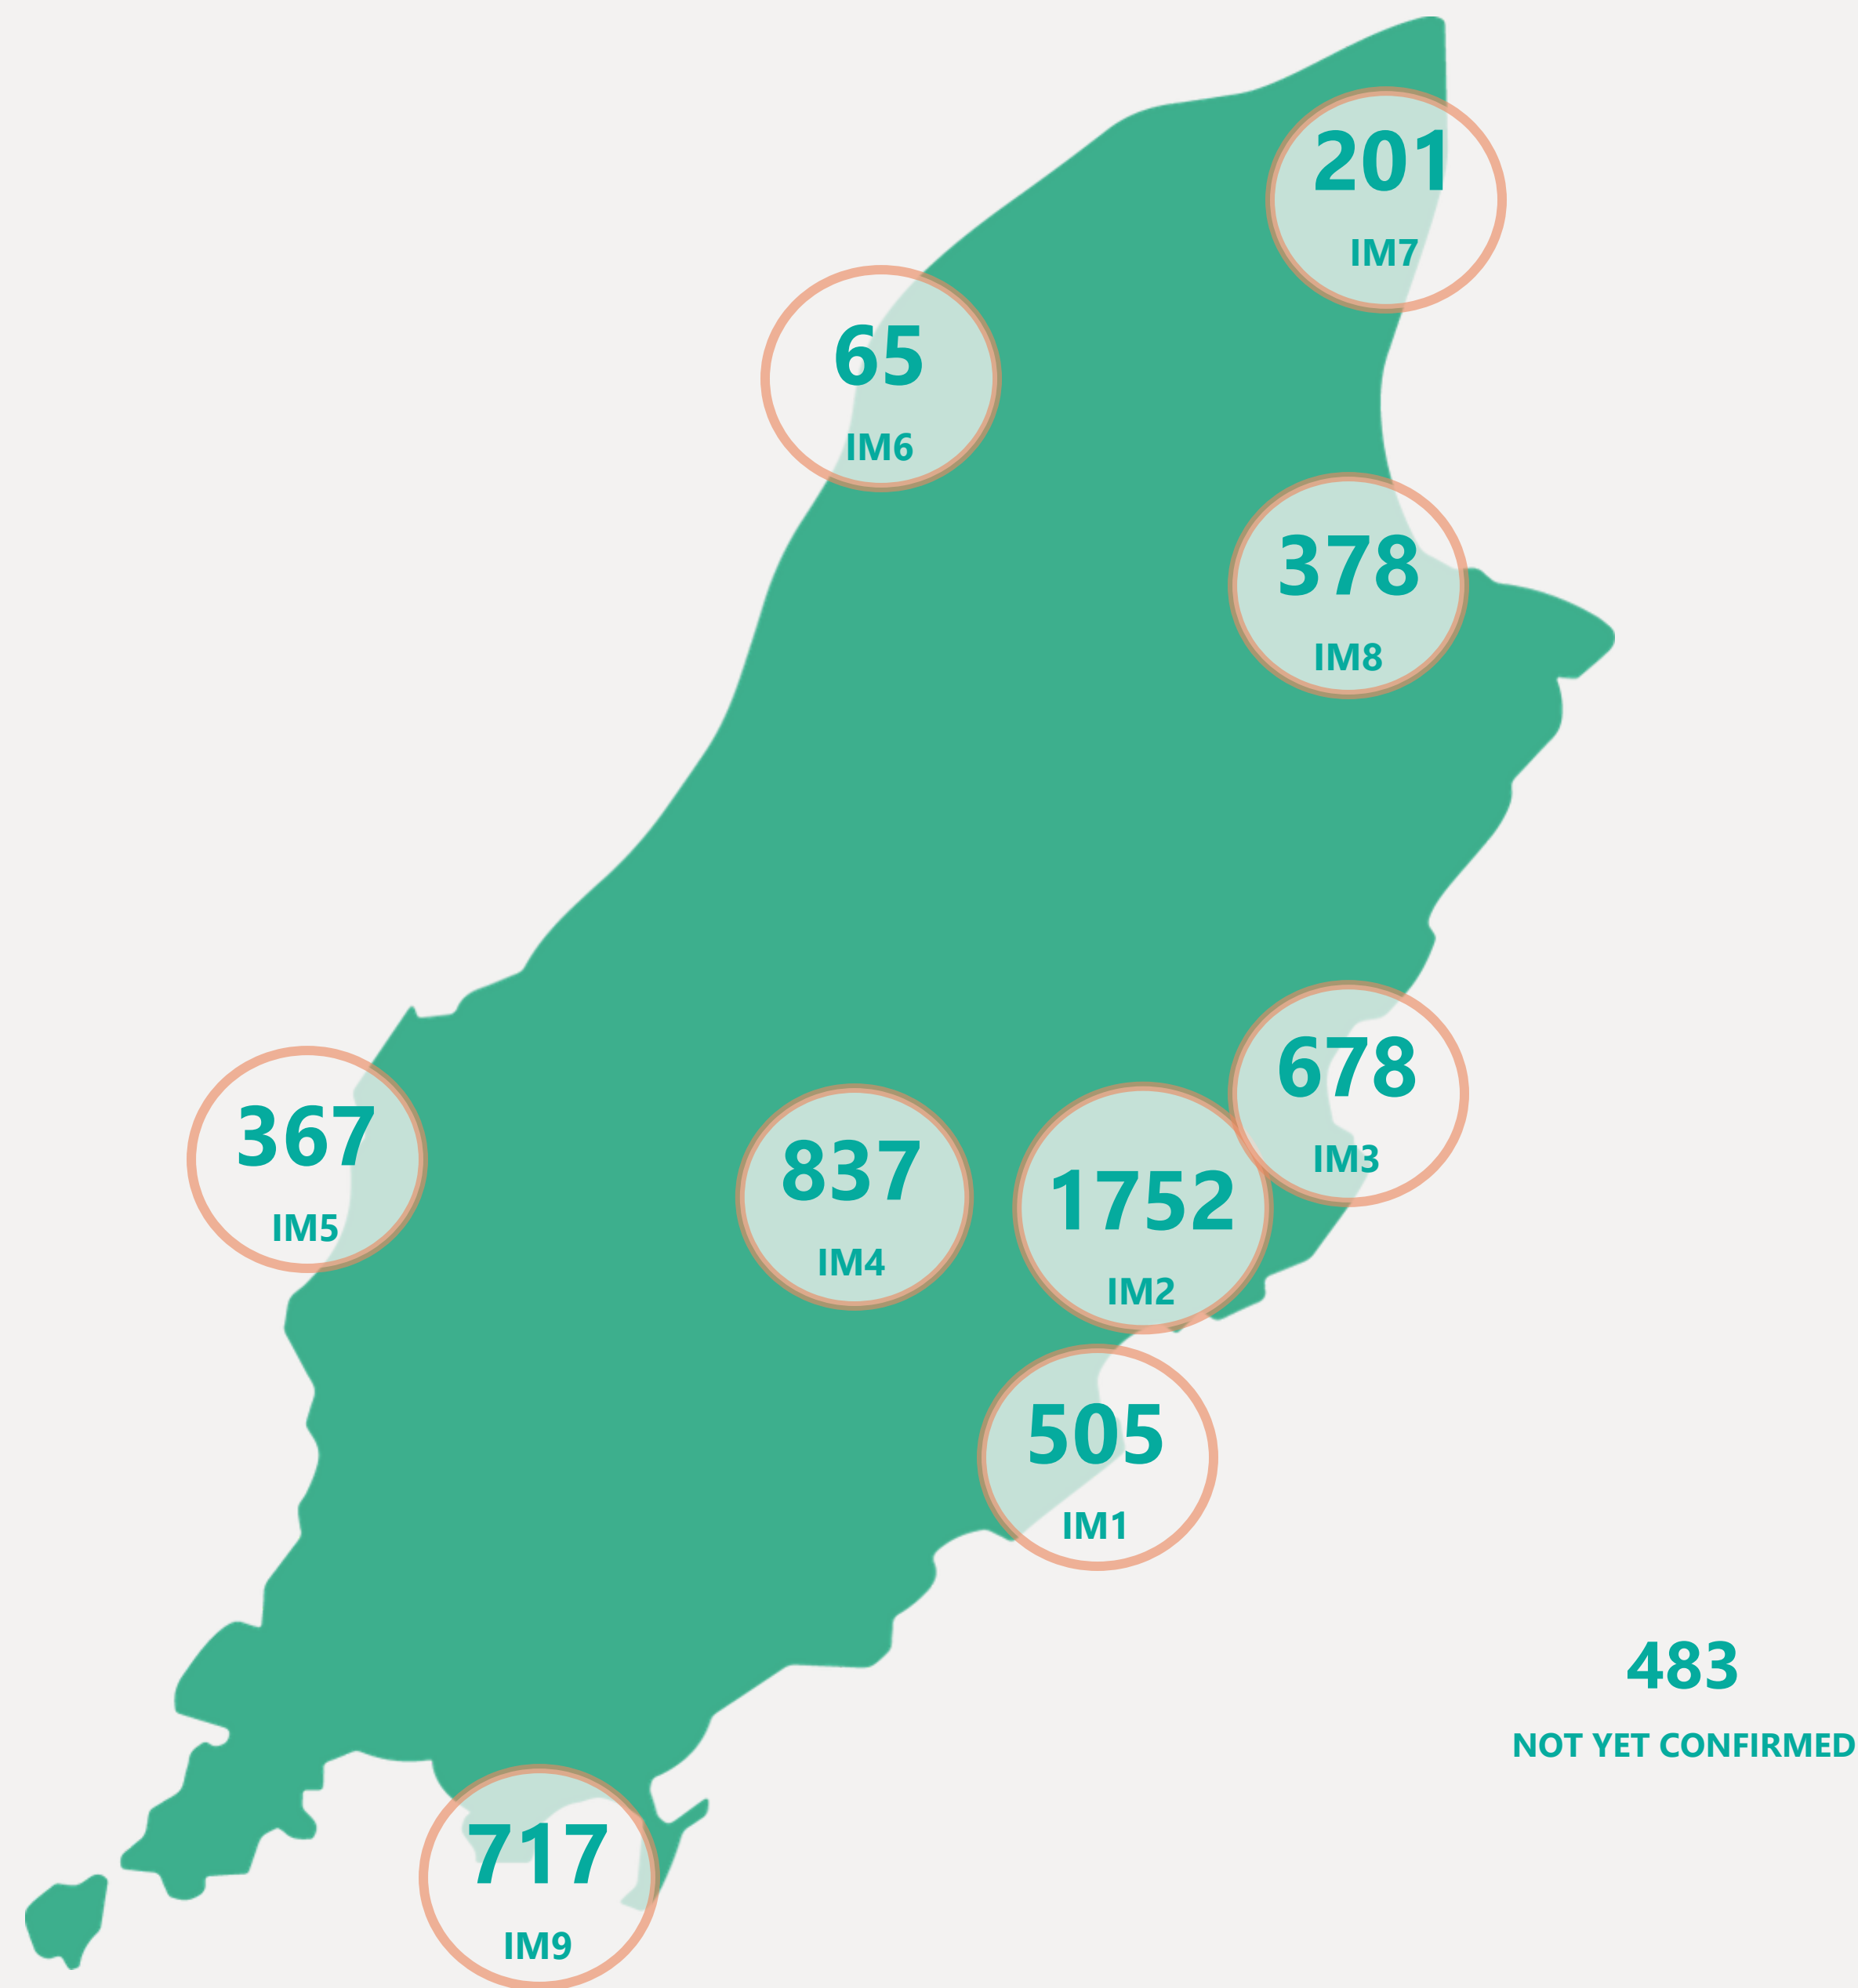 201
IM7
65
IM6
378
IM8
678
IM3
367
IM5
837
IM4
1752
IM2
505
IM1
483
NOT YET CONFIRMED
717
IM9